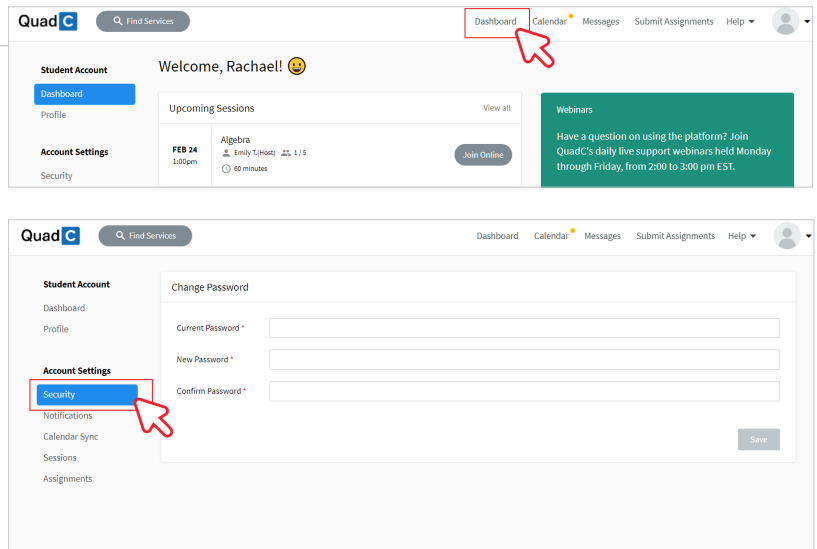 Quad C
Find Services
Dashboard
Calendar
Messages
Submit Assignments
Help
Student Account
Dashboard
Profile
Account Settings
Security
Welcome, Rachael!
Upcoming Sessions
View all
FEB 24
1:00pm
Algebra
Emily T.(Host) 1 / 5
60 minutes
Join Online
Webinars
Have a question on using the platform? Join
QuadC's daily live support webinars held Monday
through Friday, from 2:00 to 3:00 pm EST.
Quad C
Find Services
Dashboard
Calendar
Messages
Submit Assignments
Help
Student Account
Dashboard
Profile
Account Settings
Security
Notifications
Calendar Sync
Sessions
Assignments
Change Password
Current Password *
New Password *
Confirm Password *
Save